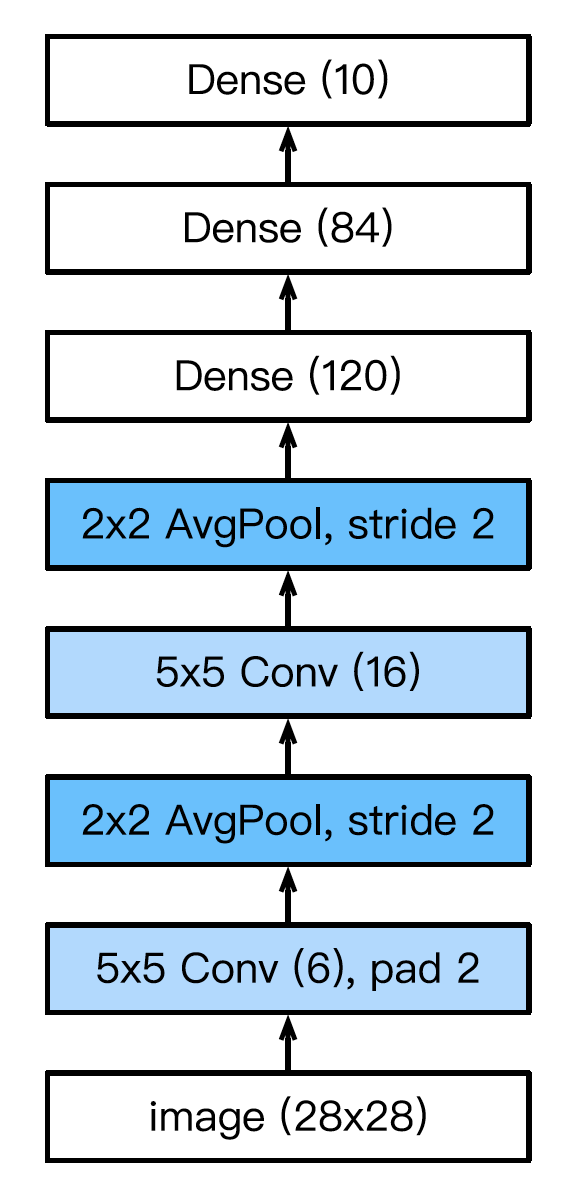 Dense (10)
Dense (84)
Dense (120)
2x2 AvgPool, stride 2
5x5 Conv (16)
2x2 AvgPool, stride 2
5x5 Conv (6), pad 2
image (28x28)